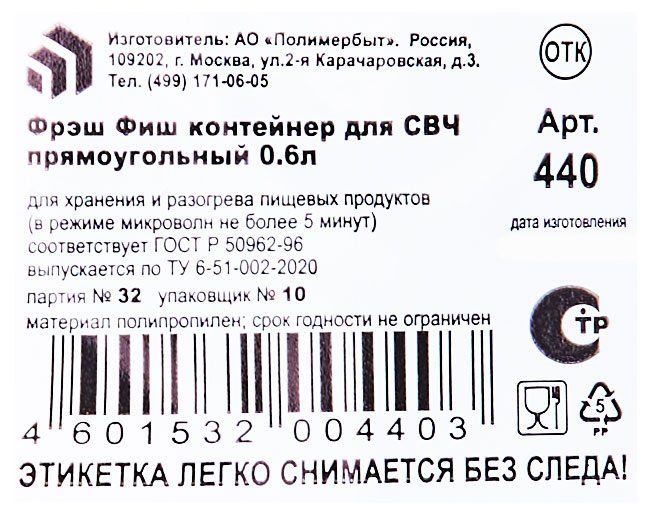 Изготовитель: АО «Полимербыт». Россия,
109202, г. Москва, ул.2-я Карачаровская, д.3.
Тел. (499) 171-06-05
ОТК
Фрэш Фиш контейнер для СВЧ
прямоугольный 0.6л
Арт.
440
дата изготовления
для хранения и разогрева пищевых продуктов
(в режиме микроволн не более 5 минут)
соответствует ГОСТ Р 50962-96
выпускается по ТУ 6-51-002-2020
партия № 32 упаковщик № 10
материал полипропилен; срок годности не ограничен
СТР
5
PP
4 601532 004403
ЭТИКЕТКА ЛЕГКО СНИМАЕТСЯ БЕЗ СЛЕДА!